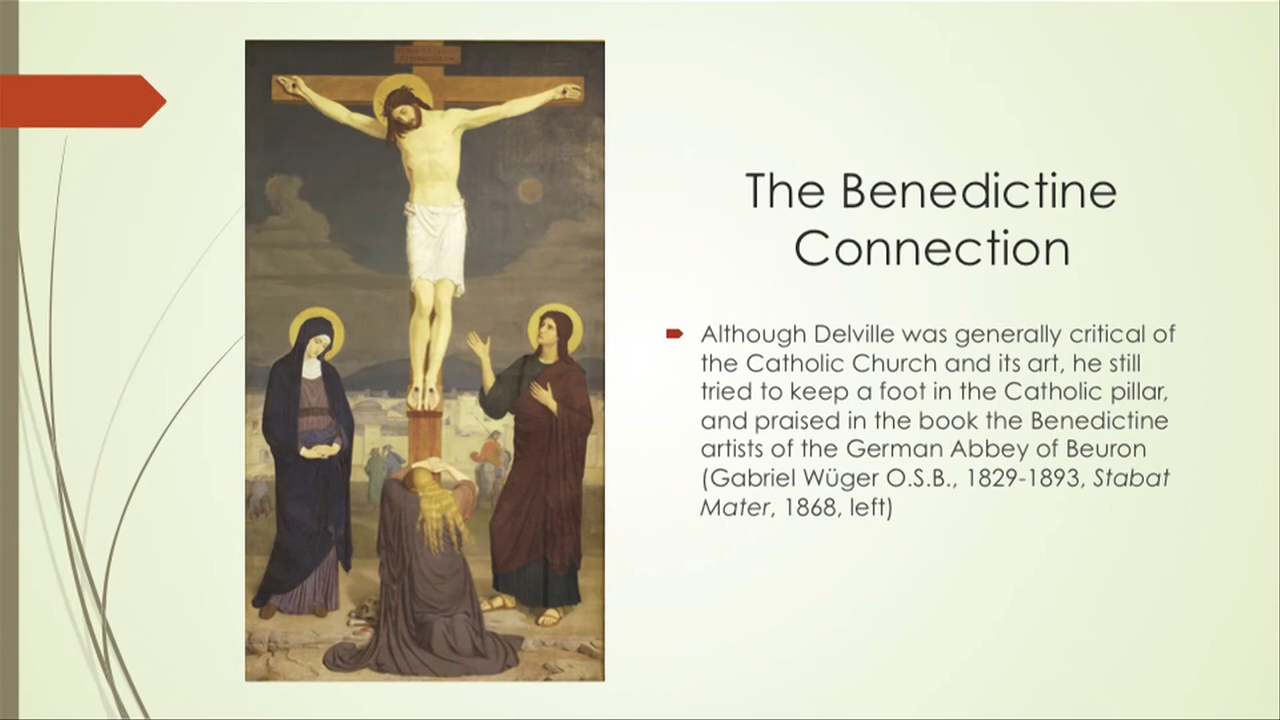 The Benedictine
Connection
Although Delville was generally critical of
the Catholic Church and its art, he still
tried to keep a foot in the Catholic pillar,
and praised in the book the Benedictine
artists of the German Abbey of Beuron
(Gabriel Wüger O.S.B., 1829-1893, Stabat
Mater, 1868, left)